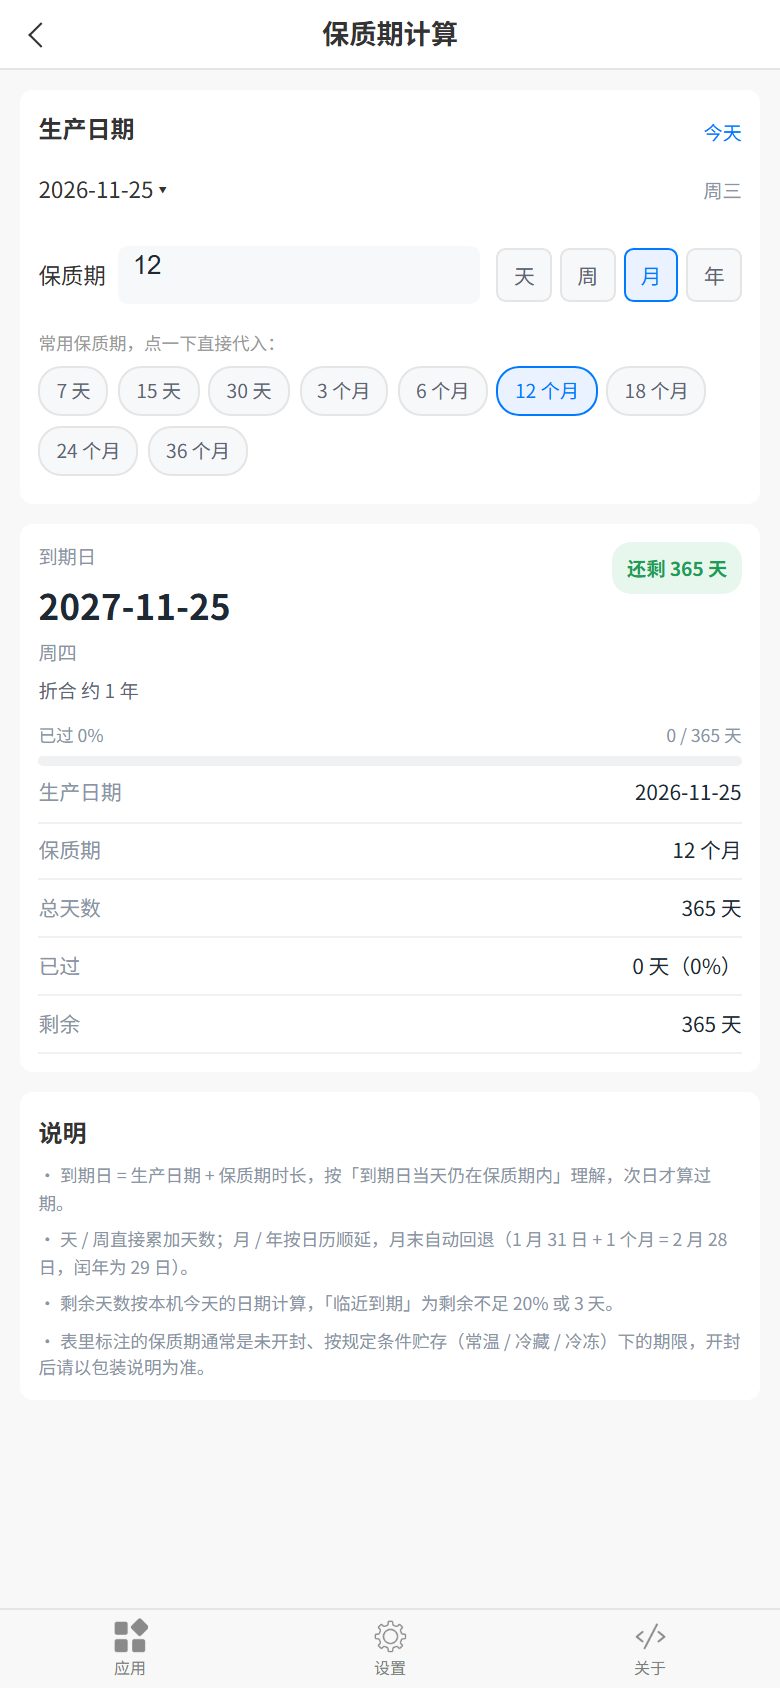 保质期计算
生产日期
今天
2026-11-25 ▾
周三
保质期 12 天 周 月 年
常用保质期，点一下直接代入：
7 天 15 天 30 天 3 个月 6 个月 12 个月 18 个月
24 个月 36 个月
到期日
还剩 365 天
2027-11-25
周四
折合 约 1 年
已过 0% 0 / 365 天
生产日期 2026-11-25
保质期 12 个月
总天数 365 天
已过 0 天（0%）
剩余 365 天
说明
· 到期日 = 生产日期 + 保质期时长，按「到期日当天仍在保质期内」理解，次日才算过
期。
· 天 / 周直接累加天数；月 / 年按日历顺延，月末自动回退（1 月 31 日 + 1 个月 = 2 月 28
日，闰年为 29 日）。
· 剩余天数按本机今天的日期计算，「临近到期」为剩余不足 20% 或 3 天。
· 表里标注的保质期通常是未开封、按规定条件贮存（常温 / 冷藏 / 冷冻）下的期限，开封
后请以包装说明为准。
应用 设置 关于